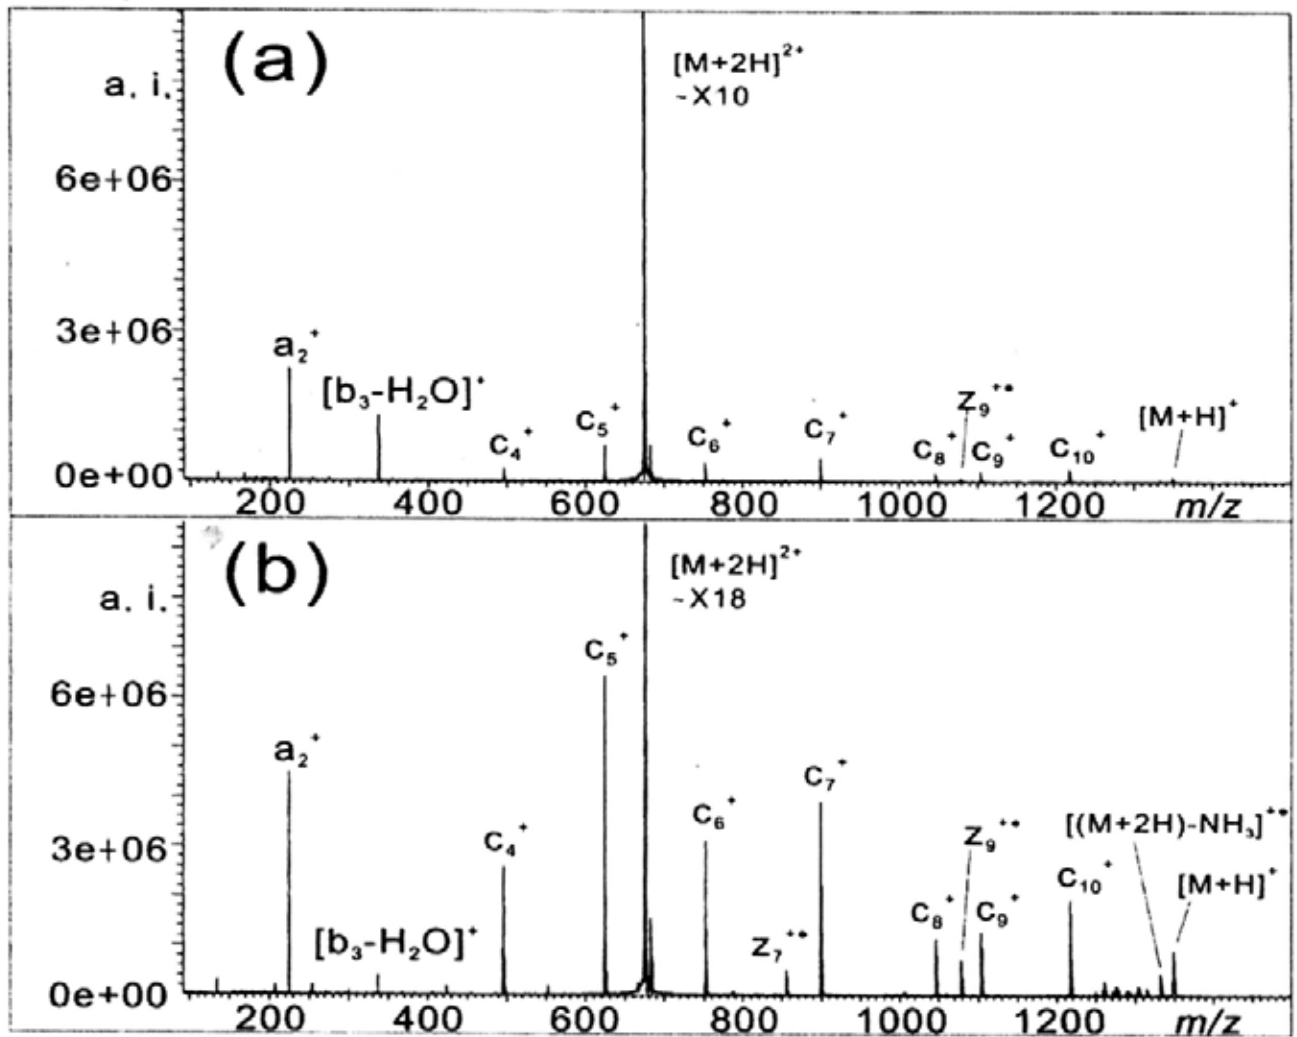 (a)
[M+2H]²⁺
~X10
a. i.
6e+06
3e+06
a₂⁺
[b₃-H₂O]⁺
c₄⁺
c₅⁺
c₆⁺
c₇⁺
c₈⁺
z₉⁺•
c₉⁺
c₁₀⁺
[M+H]⁺
0e+00
200 400 600 800 1000 1200 m/z
(b)
[M+2H]²⁺
~X18
a. i.
6e+06
c₅⁺
a₂⁺
c₇⁺
c₆⁺
c₄⁺
3e+06
[(M+2H)-NH₃]⁺•
z₉⁺•
[M+H]⁺
c₁₀⁺
c₈⁺
c₉⁺
[b₃-H₂O]⁺
z₇⁺•
0e+00
200 400 600 800 1000 1200 m/z